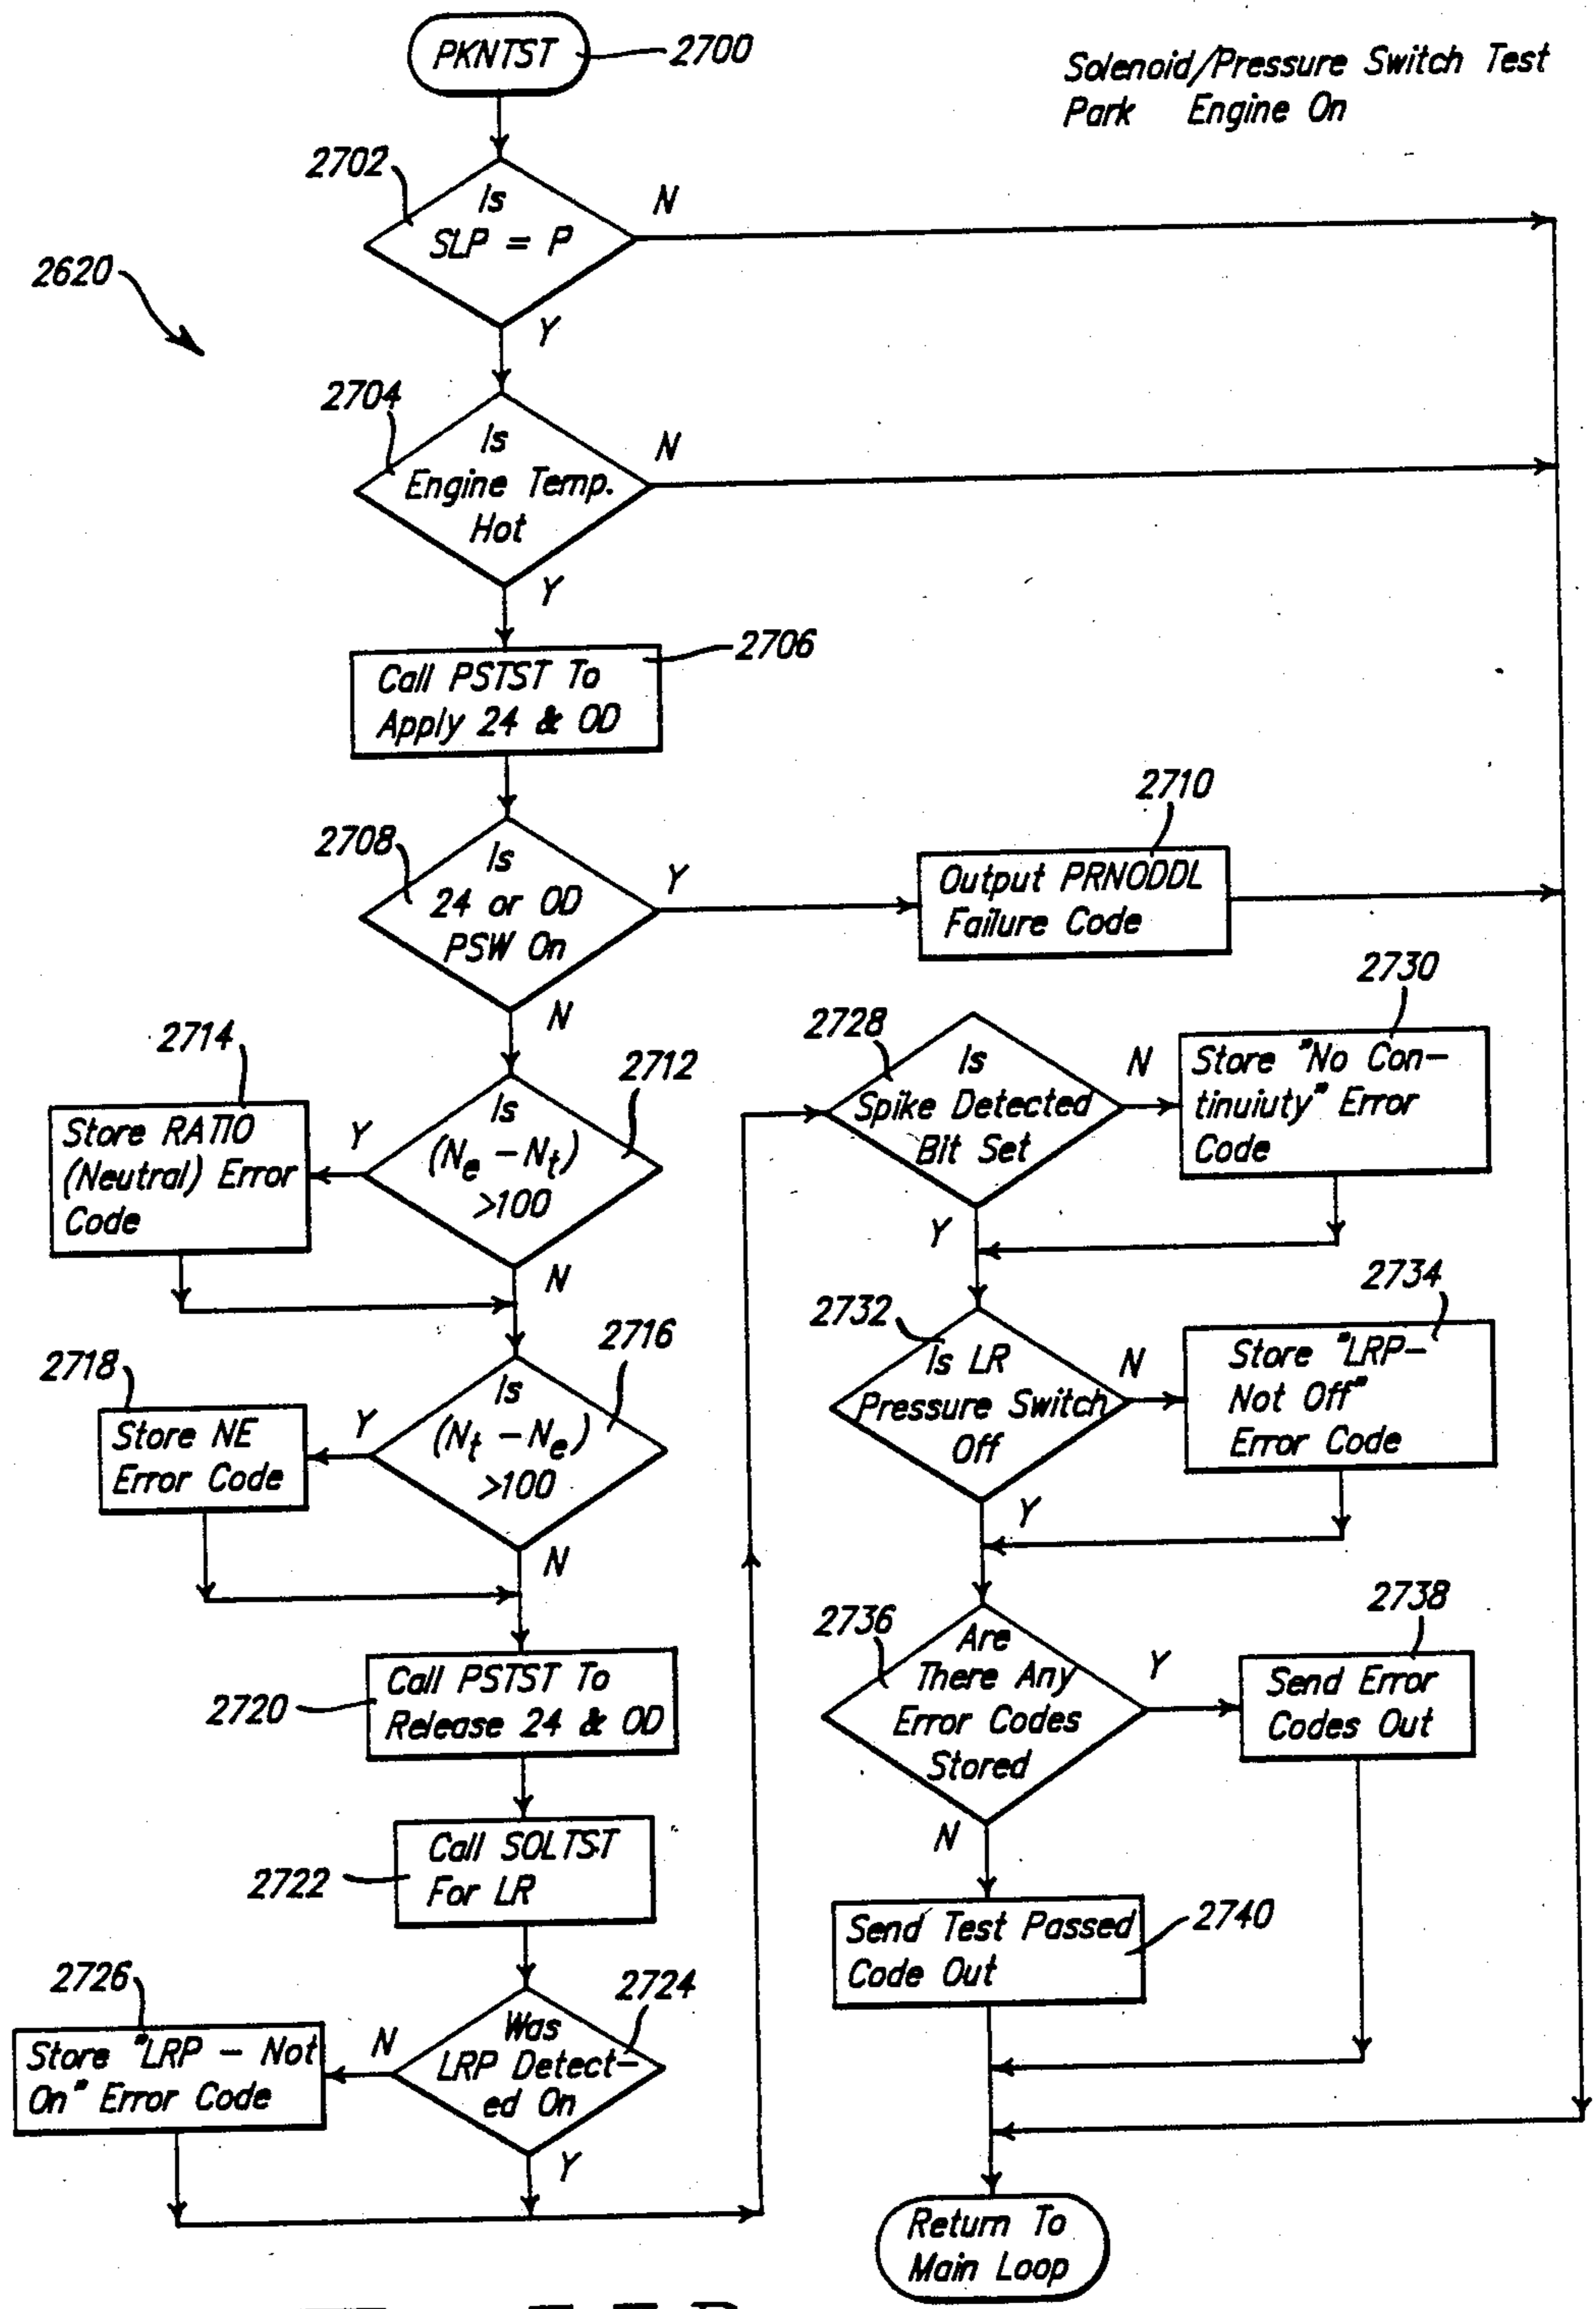 PKNTST
2700
Solenoid/Pressure Switch Test
Park Engine On
2702
Is
SLP = P
N
Y
2620
2704
Is
Engine Temp.
Hot
N
Y
2706
Call PSTST To
Apply 24 & OD
2708
Is
24 or OD
PSW On
Y
N
2710
Output PRNODDL
Failure Code
2712
Is
(Ne - Nt)
>100
Y
N
2714
Store RATIO
(Neutral) Error
Code
2716
Is
(Nt - Ne)
>100
Y
N
2718
Store NE
Error Code
2720
Call PSTST To
Release 24 & OD
2722
Call SOLTST
For LR
2724
Was
LRP Detect-
ed On
N
Y
2726
Store "LRP - Not
On" Error Code
2728
Is
Spike Detected
Bit Set
N
Y
2730
Store "No Con-
tinuiuty" Error
Code
2732
Is LR
Pressure Switch
Off
N
Y
2734
Store "LRP-
Not Off"
Error Code
2736
Are
There Any
Error Codes
Stored
Y
N
2738
Send Error
Codes Out
2740
Send Test Passed
Code Out
Return To
Main Loop